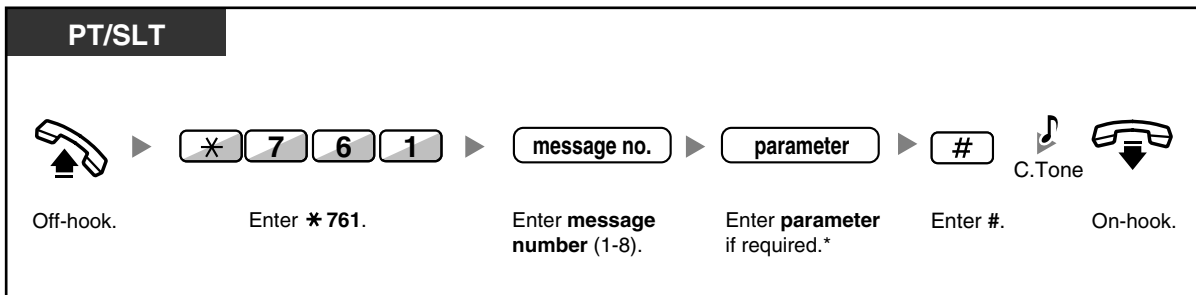 PT/SLT
✳ 7 6 1
message no.
parameter
#
C.Tone
Off-hook.
Enter ✳ 761.
Enter message
number (1-8).
Enter parameter
if required.*
Enter #.
On-hook.